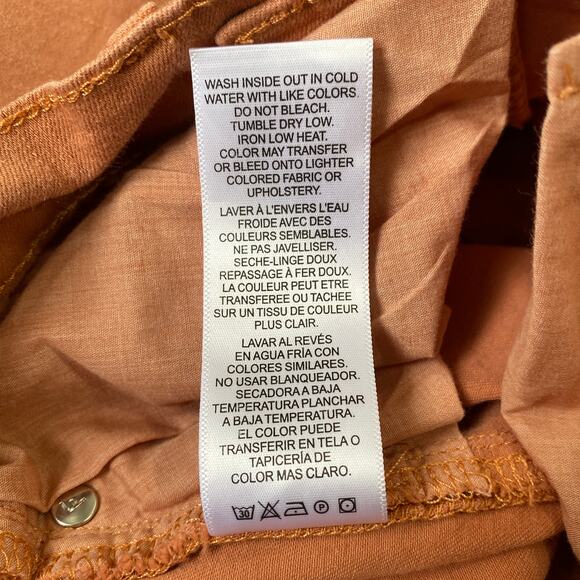 WASH INSIDE OUT IN COLD
WATER WITH LIKE COLORS.
DO NOT BLEACH.
TUMBLE DRY LOW.
IRON LOW HEAT.
COLOR MAY TRANSFER
OR BLEED ONTO LIGHTER
COLORED FABRIC OR
UPHOLSTERY.
LAVER À L'ENVERS L'EAU
FROIDE AVEC DES
COULEURS SEMBLABLES.
NE PAS JAVELLISER.
SECHE-LINGE DOUX
REPASSAGE À FER DOUX.
LA COULEUR PEUT ETRE
TRANSFEREE OU TACHEE
SUR UN TISSU DE COULEUR
PLUS CLAIR.
LAVAR AL REVÉS
EN AGUA FRÍA CON
COLORES SIMILARES.
NO USAR BLANQUEADOR.
SECADORA A BAJA
TEMPERATURA PLANCHAR
A BAJA TEMPERATURA.
EL COLOR PUEDE
TRANSFERIR EN TELA O
TAPICERÍA DE
COLOR MAS CLARO.
30 P